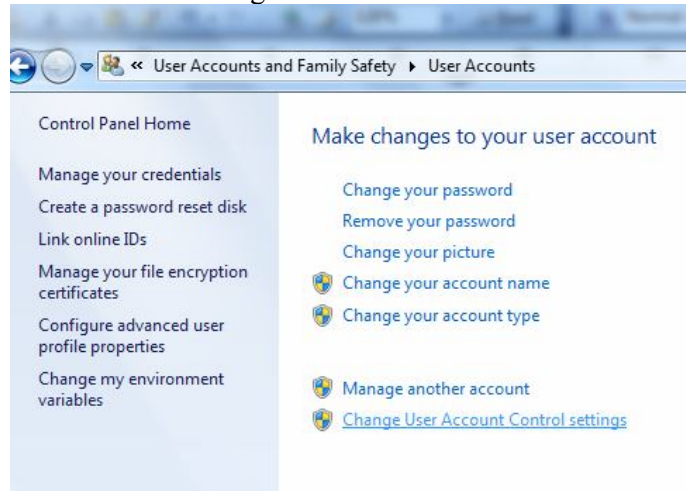 « User Accounts and Family Safety ▸ User Accounts
Control Panel Home
Manage your credentials
Create a password reset disk
Link online IDs
Manage your file encryption
certificates
Configure advanced user
profile properties
Change my environment
variables
Make changes to your user account
Change your password
Remove your password
Change your picture
Change your account name
Change your account type
Manage another account
Change User Account Control settings